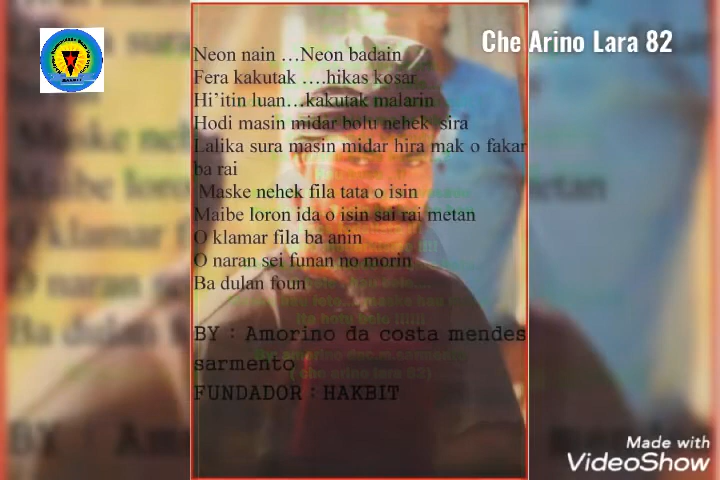 Che Arino Lara 82
Neon nain …Neon badain
Fera kakutak ….hikas kosar
Hi'itin luan…kakutak malarin
Hodi masin midar bolu nehek sira
Lalika sura masin midar hira mak o fakar
ba rai
Maske nehek fila tata o isin
Maibe loron ida o isin sai rai metan
O klamar fila ba anin
O naran sei funan no morin
Ba dulan foun
BY : Amorino da costa mendes
sarmento
FUNDADOR : HAKBIT
Made with
VideoShow